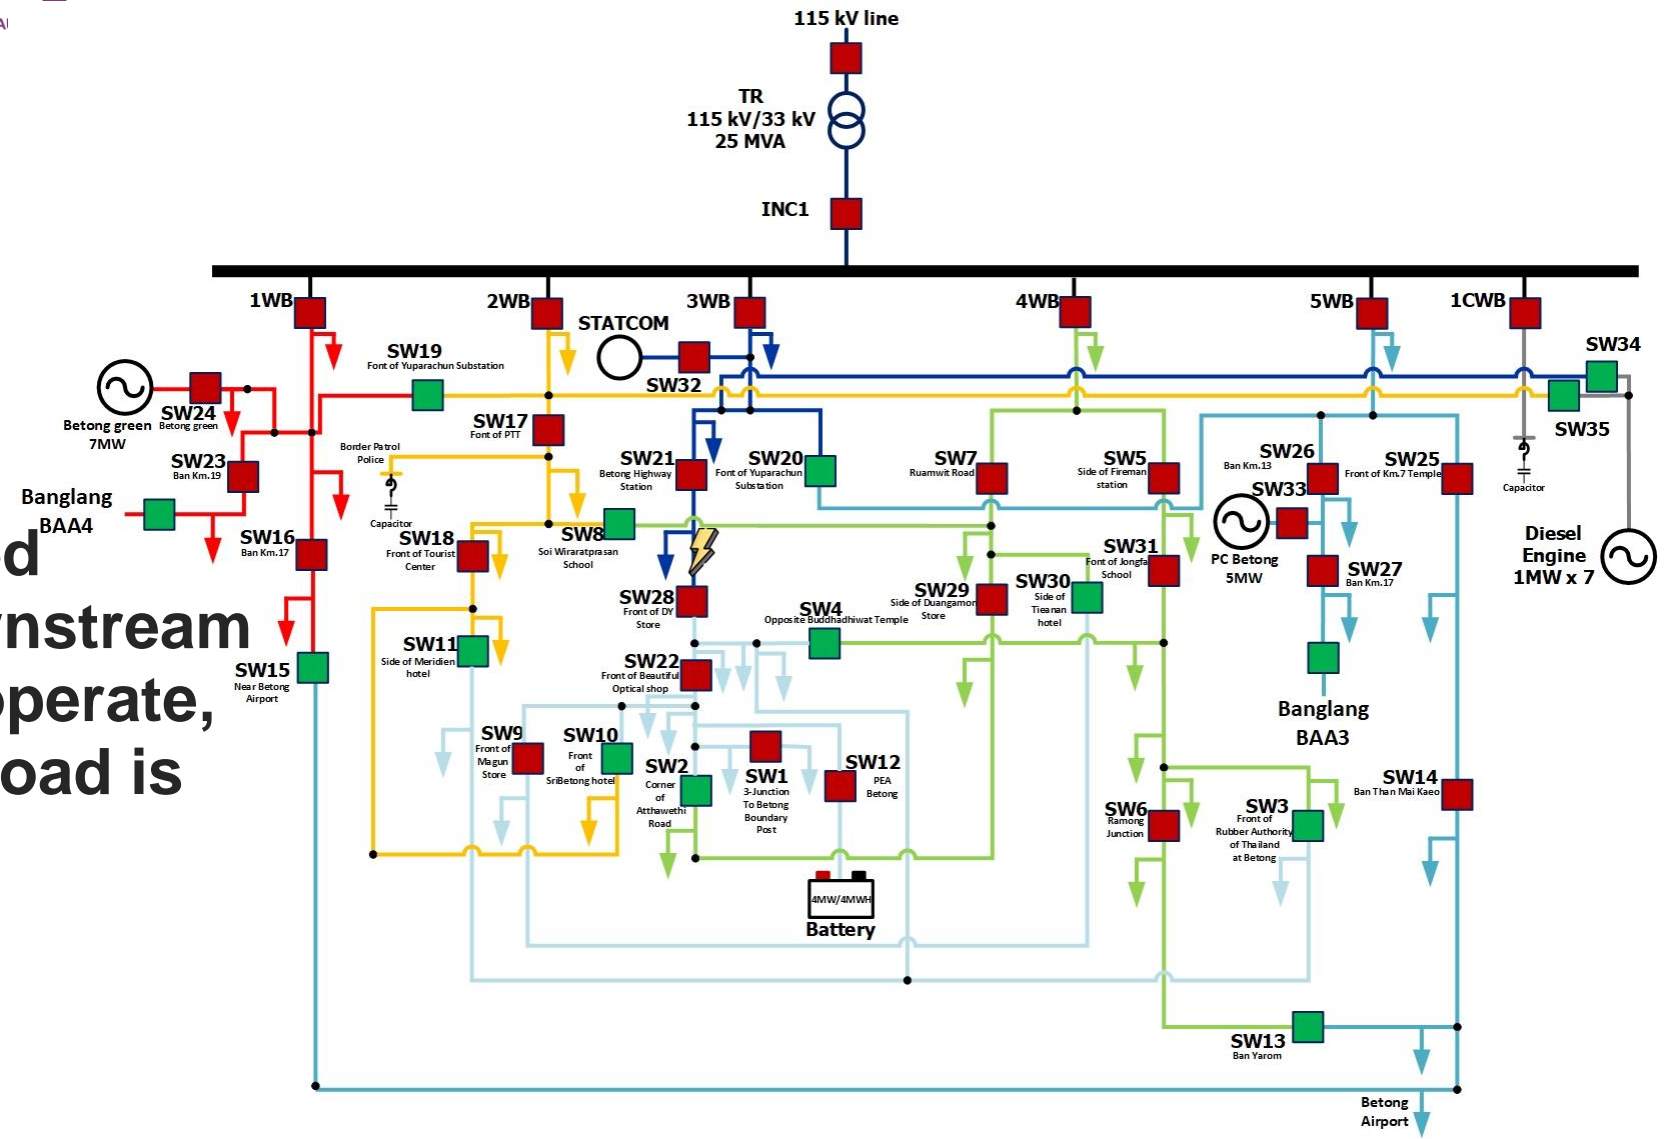 115 kV line
TR
115 kV/33 kV
25 MVA
INC1
1WB
2WB
3WB
4WB
5WB
1CWB
STATCOM
SW32
SW19
Font of Yuparachun Substation
SW34
SW35
SW24
Betong green
Betong green
7MW
SW17
Font of PTT
Border Patrol
Police
Capacitor
SW23
Ban Km.19
Banglang
BAA4
SW21
Betong Highway
Station
SW20
Font of Yuparachun
Substation
SW7
Ruamwit Road
SW5
Side of Fireman
station
SW26
Ban Km.13
SW25
Front of Km.7 Temple
SW33
PC Betong
5MW
Capacitor
Diesel
Engine
1MW x 7
SW16
Ban Km.17
SW18
Front of Tourist
Center
SW8
Soi Wiraratprasan
School
SW31
Font of Jongfa
School
SW27
Ban Km.17
SW28
Front of DY
Store
SW29
Side of Duangamon
Store
SW30
Side of
Tieanan
hotel
SW4
Opposite Buddhadhiwat Temple
d
wnstream
operate,
oad is
SW15
Near Betong
Airport
SW11
Side of Meridien
hotel
SW22
Front of Beautiful
Optical shop
Banglang
BAA3
SW9
Front of
Magun
Store
SW10
Front
of
SriBetong hotel
SW2
Corner
of
Atthawethi
Road
SW1
3-Junction
To Betong
Boundary
Post
SW12
PEA
Betong
SW6
Ramong
Junction
SW3
Front of
Rubber Authority
of Thailand
at Betong
SW14
Ban Than Mai Kaeo
4MW/4MWH
Battery
SW13
Ban Yarom
Betong
Airport